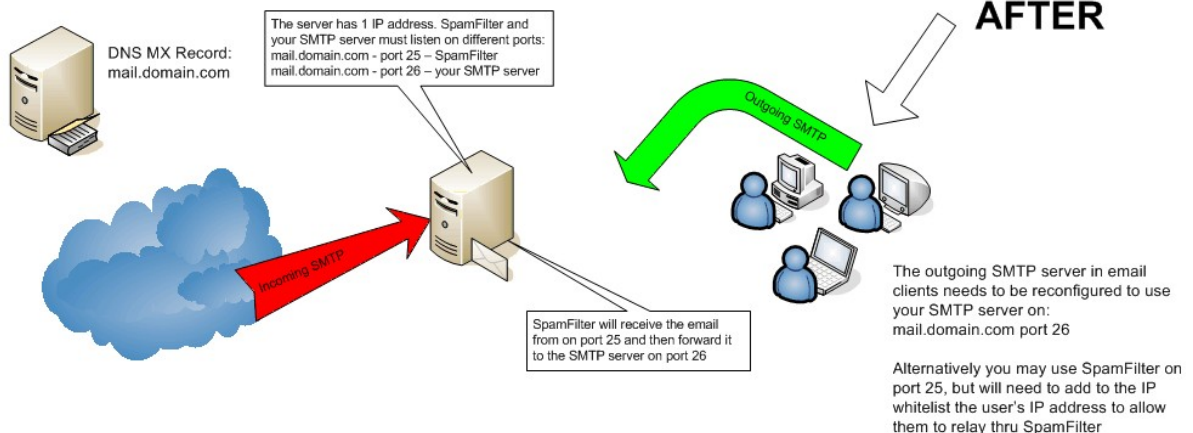 AFTER
DNS MX Record:
mail.domain.com
The server has 1 IP address. SpamFilter and
your SMTP server must listen on different ports:
mail.domain.com - port 25 – SpamFilter
mail.domain.com - port 26 – your SMTP server
Outgoing SMTP
Incoming SMTP
SpamFilter will receive the email
from on port 25 and then forward it
to the SMTP server on port 26
The outgoing SMTP server in email
clients needs to be reconfigured to use
your SMTP server on:
mail.domain.com port 26
Alternatively you may use SpamFilter on
port 25, but will need to add to the IP
whitelist the user's IP address to allow
them to relay thru SpamFilter